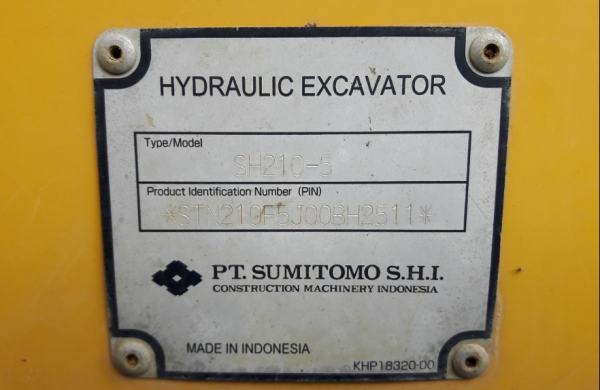 HYDRAULIC EXCAVATOR
Type/Model
SH210-5
Product Identification Number (PIN)
*STN210F5J00BH2511*
PT. SUMITOMO S.H.I.
CONSTRUCTION MACHINERY INDONESIA
MADE IN INDONESIA
KHP18320-00